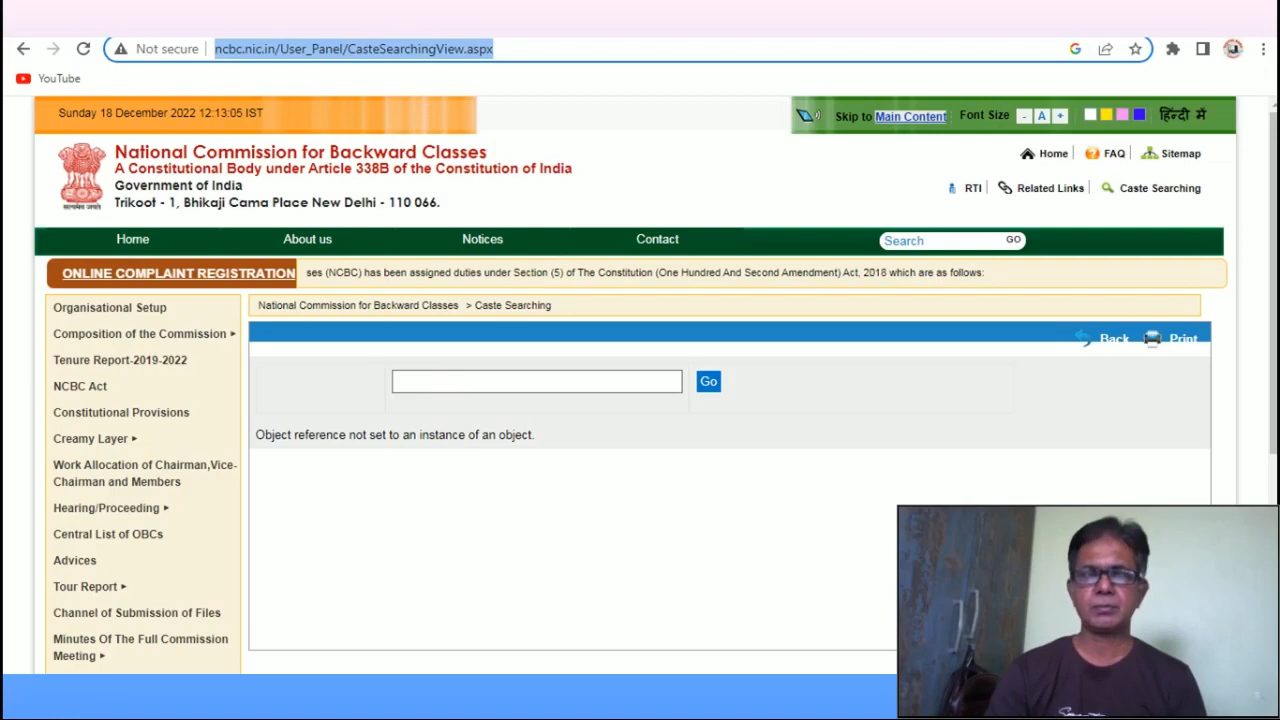 Not secure
ncbc.nic.in/User_Panel/CasteSearchingView.aspx
YouTube
Sunday 18 December 2022 12:13:05 IST
Skip to Main Content Font Size - A + हिन्दी में
National Commission for Backward Classes
A Constitutional Body under Article 338B of the Constitution of India
Government of India
Trikoot - 1, Bhikaji Cama Place New Delhi - 110 066.
Home FAQ Sitemap
RTI Related Links Caste Searching
Home About us Notices Contact Search GO
ONLINE COMPLAINT REGISTRATION ses (NCBC) has been assigned duties under Section (5) of The Constitution (One Hundred And Second Amendment) Act, 2018 which are as follows:
National Commission for Backward Classes > Caste Searching
Back Print
Go
Object reference not set to an instance of an object.
Organisational Setup
Composition of the Commission
Tenure Report-2019-2022
NCBC Act
Constitutional Provisions
Creamy Layer
Work Allocation of Chairman,Vice-
Chairman and Members
Hearing/Proceeding
Central List of OBCs
Advices
Tour Report
Channel of Submission of Files
Minutes Of The Full Commission
Meeting